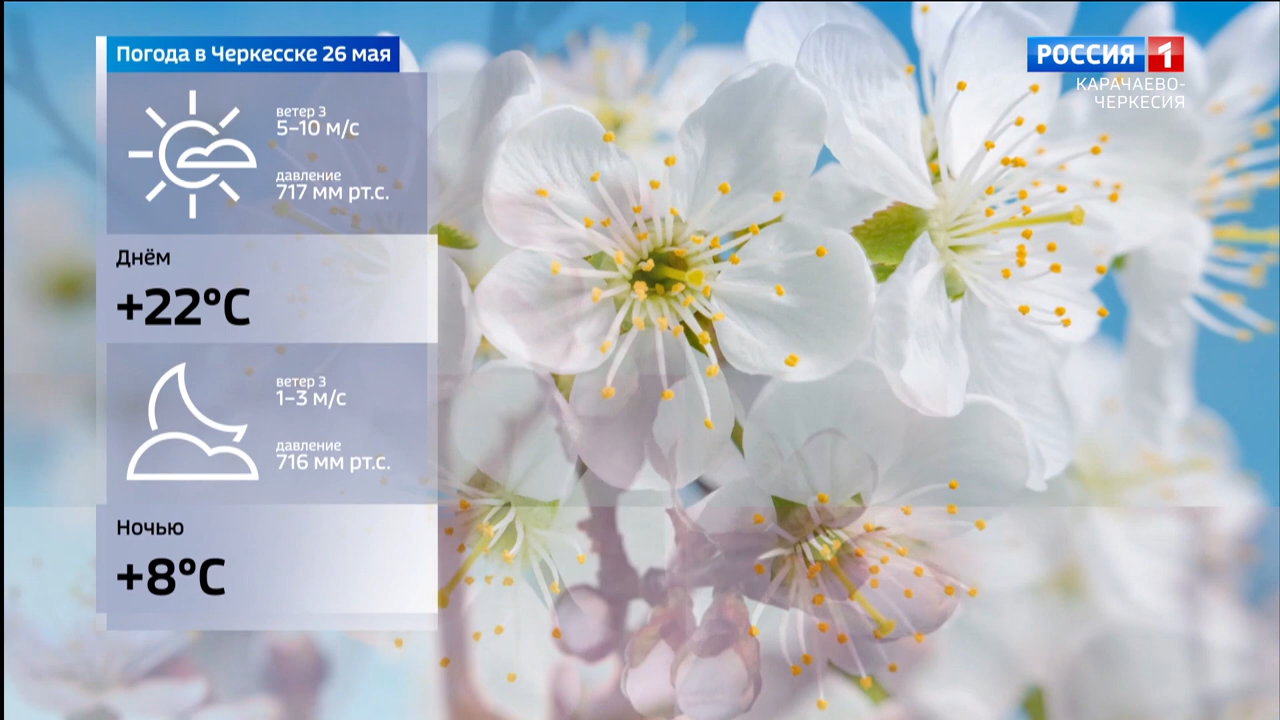 Погода в Черкесске 26 мая
РОССИЯ 1
КАРАЧАЕВО-
ЧЕРКЕСИЯ
ветер З
5–10 м/с
давление
717 мм рт.с.
Днём
+22°C
ветер З
1–3 м/с
давление
716 мм рт.с.
Ночью
+8°C